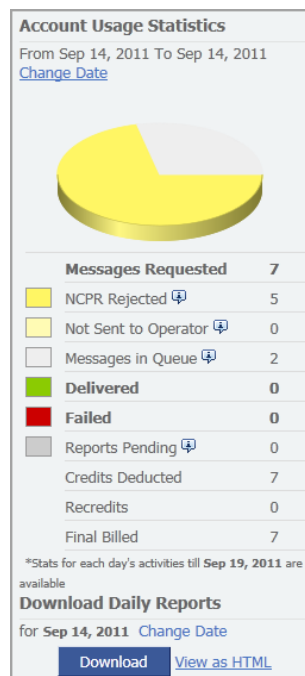 Account Usage Statistics
From Sep 14, 2011 To Sep 14, 2011
Change Date
Messages Requested 7
NCPR Rejected 5
Not Sent to Operator 0
Messages in Queue 2
Delivered 0
Failed 0
Reports Pending 0
Credits Deducted 7
Recredits 0
Final Billed 7
*Stats for each day's activities till Sep 19, 2011 are
available
Download Daily Reports
for Sep 14, 2011 Change Date
Download View as HTML